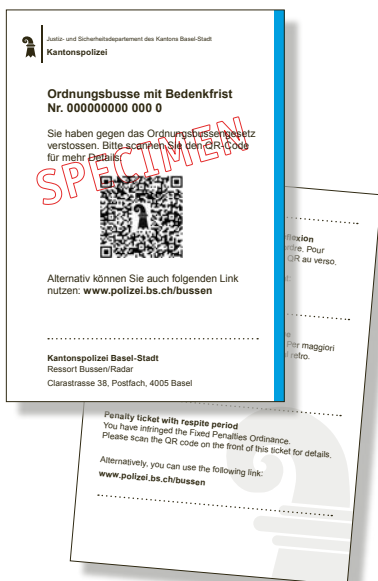 Justiz- und Sicherheitsdepartement des Kantons Basel-Stadt
Kantonspolizei
Ordnungsbusse mit Bedenkfrist
Nr. 000000000 000 0
Sie haben gegen das Ordnungsbussengesetz
verstossen. Bitte scannen Sie den QR-Code
für mehr Details:
SPECIMEN
Alternativ können Sie auch folgenden Link
nutzen: www.polizei.bs.ch/bussen
Kantonspolizei Basel-Stadt
Ressort Bussen/Radar
Clarastrasse 38, Postfach, 4005 Basel
Pour
QR au verso.
Per maggiori
retro.
Penalty ticket with respite period
You have infringed the Fixed Penalties Ordinance.
Please scan the QR code on the front of this ticket for details.
Alternatively, you can use the following link:
www.polizei.bs.ch/bussen